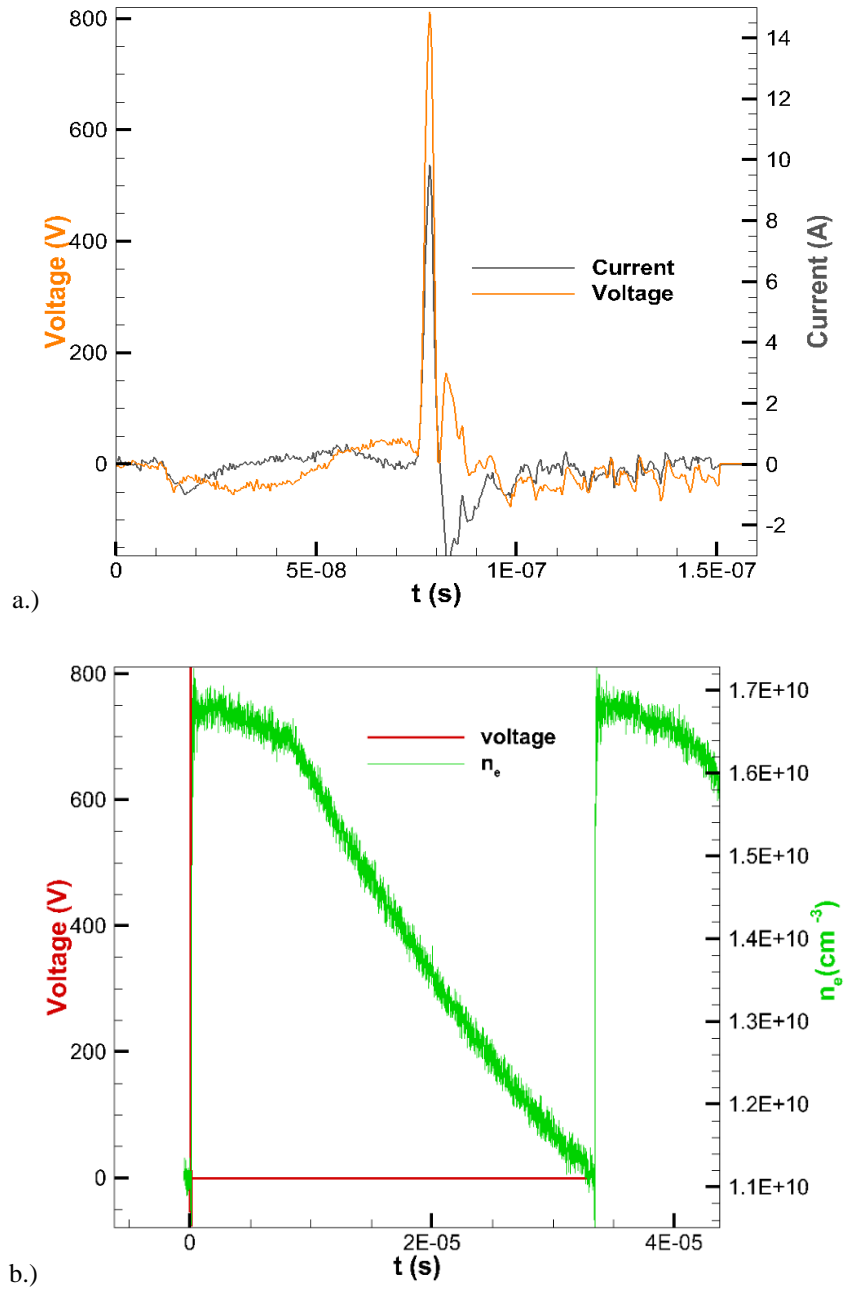 800
600
400
200
0
Voltage (V)
14
12
10
8
6
4
2
0
-2
Current (A)
Current
Voltage
0
5E-08
1E-07
1.5E-07
t (s)
a.)
800
600
400
200
0
Voltage (V)
voltage
nₑ
1.7E+10
1.6E+10
1.5E+10
1.4E+10
1.3E+10
1.2E+10
1.1E+10
nₑ(cm ⁻³)
0
2E-05
4E-05
t (s)
b.)